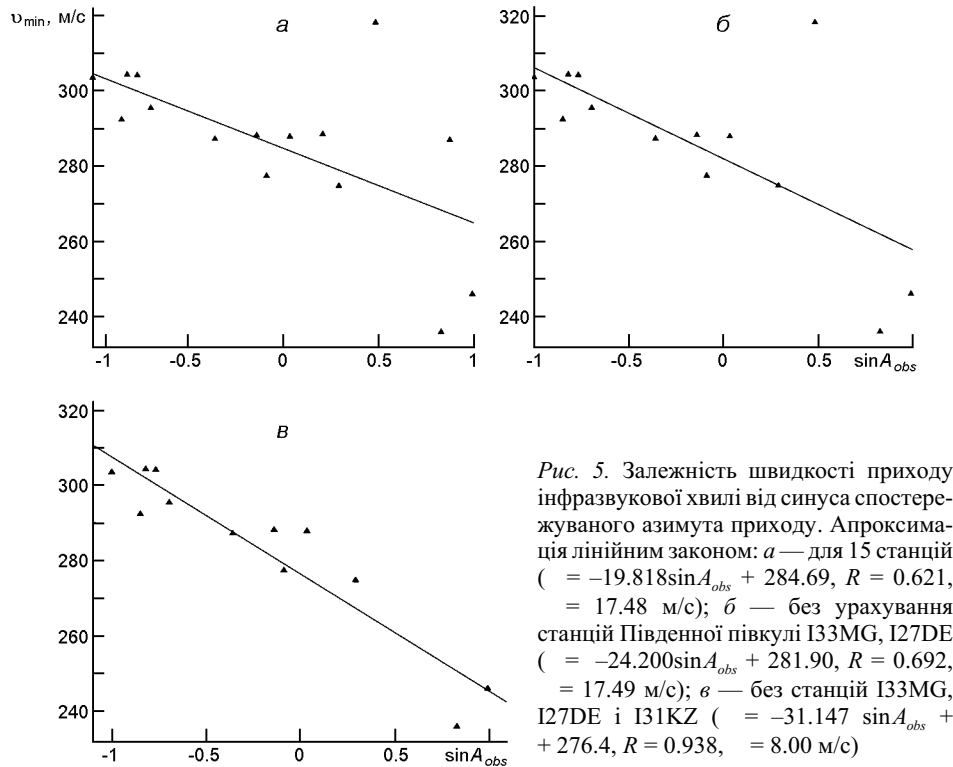 υmin, м/с
а
320
300
280
260
240
-1 -0.5 0 0.5 1
б
320
300
280
260
240
-1 -0.5 0 0.5 sinAobs
в
320
300
280
260
240
-1 -0.5 0 0.5 sinAobs
Рис. 5. Залежність швидкості приходу
інфразвукової хвилі від синуса спостере-
жуваного азимута приходу. Апроксима-
ція лінійним законом: а — для 15 станцій
( = –19.818sinAobs + 284.69, R = 0.621,
= 17.48 м/с); б — без урахування
станцій Південної півкулі I33MG, I27DE
( = –24.200sinAobs + 281.90, R = 0.692,
= 17.49 м/с); в — без станцій I33MG,
I27DE і I31KZ ( = –31.147 sinAobs +
+ 276.4, R = 0.938, = 8.00 м/с)